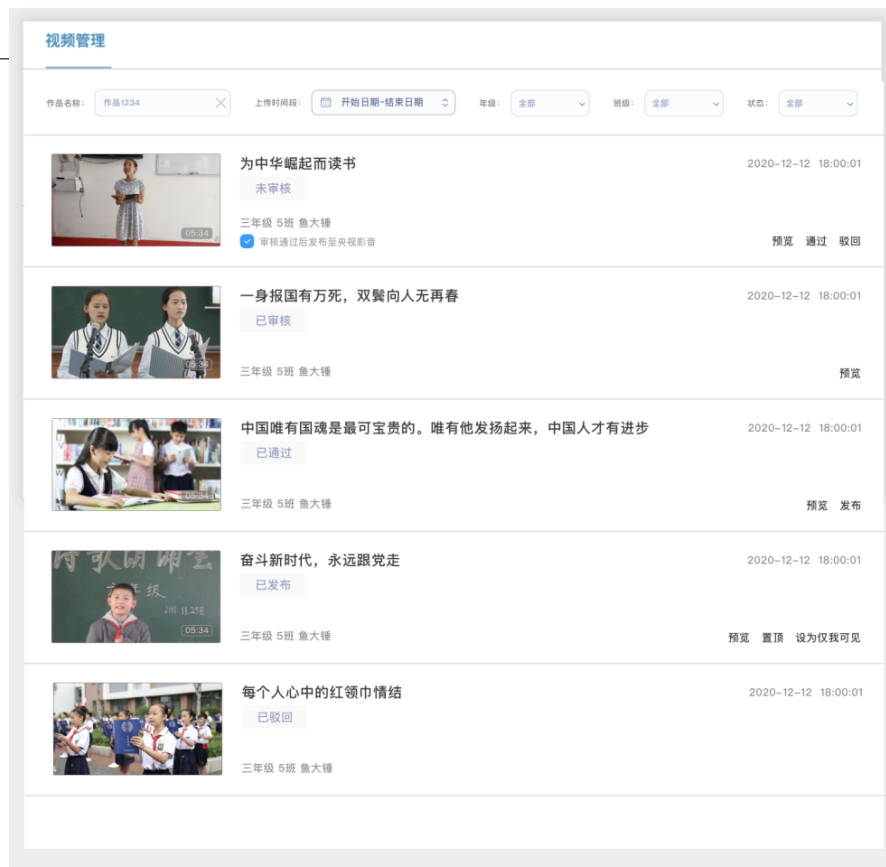 视频管理
作品名称: 作品1234 上传时间段: 开始日期~结束日期 年级: 全部 班级: 全部 状态: 全部
为中华崛起而读书 2020-12-12 18:00:01
未审核
05:34
三年级 5班 鱼大锤
审核通过后发布至央视影音 预览 通过 驳回
一身报国有万死，双鬓向人无再春 2020-12-12 18:00:01
已审核
05:34
三年级 5班 鱼大锤 预览
中国唯有国魂是最可宝贵的。唯有他发扬起来，中国人才有进步 2020-12-12 18:00:01
已通过
05:34
三年级 5班 鱼大锤 预览 发布
诗歌朗诵会
奋斗新时代，永远跟党走 2020-12-12 18:00:01
已发布
05:34
三年级 5班 鱼大锤 预览 置顶 设为仅我可见
每个人心中的红领巾情结 2020-12-12 18:00:01
已驳回
三年级 5班 鱼大锤